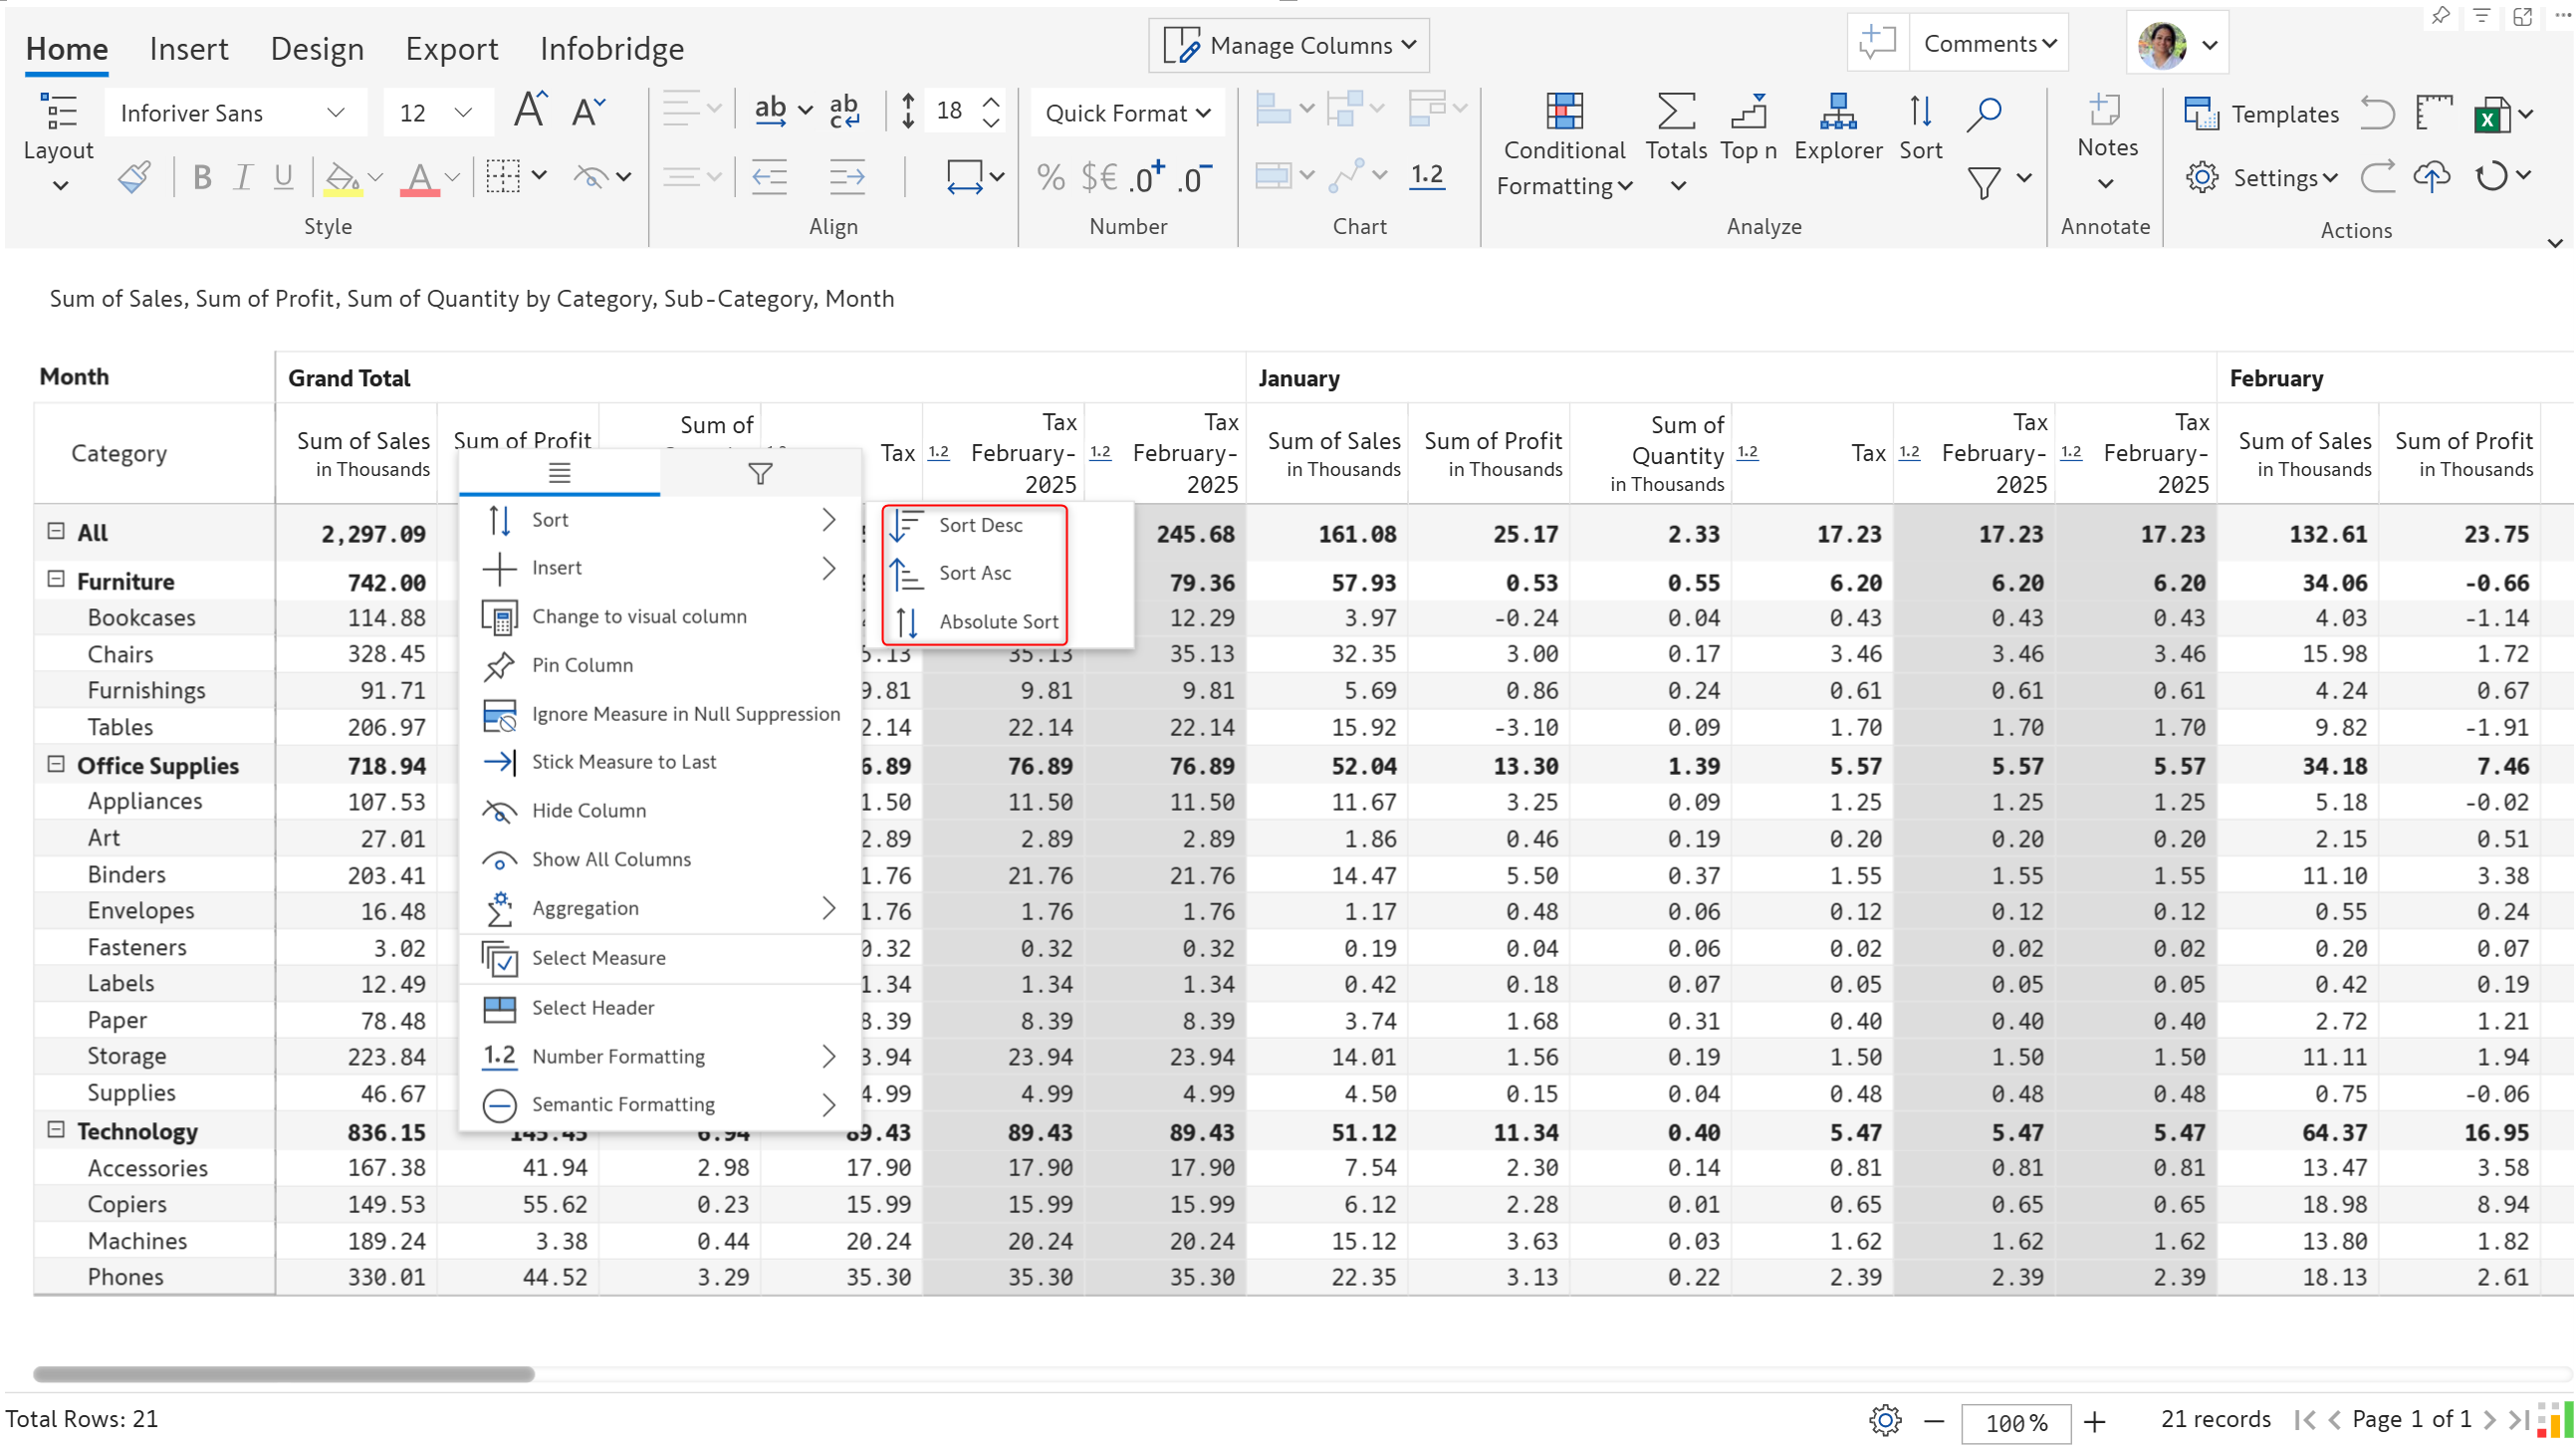 Home Insert Design Export Infobridge Manage Columns Comments
Layout Inforiver Sans 12 A A ab ab c 18 Quick Format Conditional Formatting Totals Top n Explorer Sort Notes Templates
B I U A % $€ .0+ .0- 1.2 Settings
Style Align Number Chart Analyze Annotate Actions
Sum of Sales, Sum of Profit, Sum of Quantity by Category, Sub-Category, Month
Month Grand Total January February
Category Sum of Sales in Thousands Sum of Profit Sum of Tax 1.2 Tax February-2025 1.2 Tax February-2025 Sum of Sales in Thousands Sum of Profit in Thousands Sum of Quantity in Thousands 1.2 Tax 1.2 Tax February-2025 1.2 Tax February-2025 Sum of Sales in Thousands Sum of Profit in Thousands
All 2,297.09 245.68 161.08 25.17 2.33 17.23 17.23 17.23 132.61 23.75
Furniture 742.00 79.36 57.93 0.53 0.55 6.20 6.20 6.20 34.06 -0.66
Bookcases 114.88 12.29 3.97 -0.24 0.04 0.43 0.43 0.43 4.03 -1.14
Chairs 328.45 35.13 35.13 32.35 3.00 0.17 3.46 3.46 3.46 15.98 1.72
Furnishings 91.71 9.81 9.81 9.81 5.69 0.86 0.24 0.61 0.61 0.61 4.24 0.67
Tables 206.97 2.14 22.14 22.14 15.92 -3.10 0.09 1.70 1.70 1.70 9.82 -1.91
Office Supplies 718.94 6.89 76.89 76.89 52.04 13.30 1.39 5.57 5.57 5.57 34.18 7.46
Appliances 107.53 1.50 11.50 11.50 11.67 3.25 0.09 1.25 1.25 1.25 5.18 -0.02
Art 27.01 2.89 2.89 2.89 1.86 0.46 0.19 0.20 0.20 0.20 2.15 0.51
Binders 203.41 1.76 21.76 21.76 14.47 5.50 0.37 1.55 1.55 1.55 11.10 3.38
Envelopes 16.48 1.76 1.76 1.76 1.17 0.48 0.06 0.12 0.12 0.12 0.55 0.24
Fasteners 3.02 0.32 0.32 0.32 0.19 0.04 0.06 0.02 0.02 0.02 0.20 0.07
Labels 12.49 1.34 1.34 1.34 0.42 0.18 0.07 0.05 0.05 0.05 0.42 0.19
Paper 78.48 8.39 8.39 8.39 3.74 1.68 0.31 0.40 0.40 0.40 2.72 1.21
Storage 223.84 3.94 23.94 23.94 14.01 1.56 0.19 1.50 1.50 1.50 11.11 1.94
Supplies 46.67 4.99 4.99 4.99 4.50 0.15 0.04 0.48 0.48 0.48 0.75 -0.06
Technology 836.15 145.45 6.94 89.43 89.43 89.43 51.12 11.34 0.40 5.47 5.47 5.47 64.37 16.95
Accessories 167.38 41.94 2.98 17.90 17.90 17.90 7.54 2.30 0.14 0.81 0.81 0.81 13.47 3.58
Copiers 149.53 55.62 0.23 15.99 15.99 15.99 6.12 2.28 0.01 0.65 0.65 0.65 18.98 8.94
Machines 189.24 3.38 0.44 20.24 20.24 20.24 15.12 3.63 0.03 1.62 1.62 1.62 13.80 1.82
Phones 330.01 44.52 3.29 35.30 35.30 35.30 22.35 3.13 0.22 2.39 2.39 2.39 18.13 2.61
Sort
Insert
Change to visual column
Pin Column
Ignore Measure in Null Suppression
Stick Measure to Last
Hide Column
Show All Columns
Aggregation
Select Measure
Select Header
1.2 Number Formatting
Semantic Formatting
Sort Desc
Sort Asc
Absolute Sort
Total Rows: 21 100% 21 records Page 1 of 1